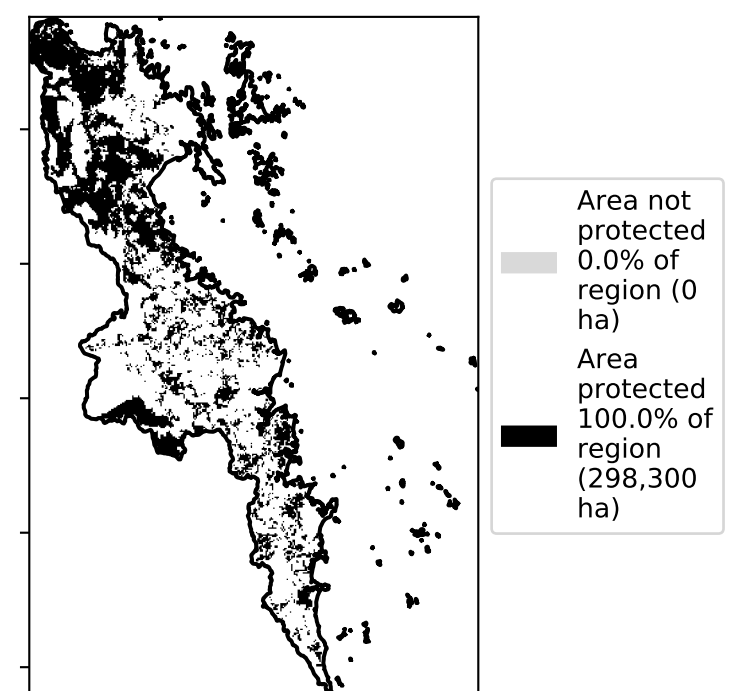 Area not
protected
0.0% of
region (0
ha)
Area
protected
100.0% of
region
(298,300
ha)